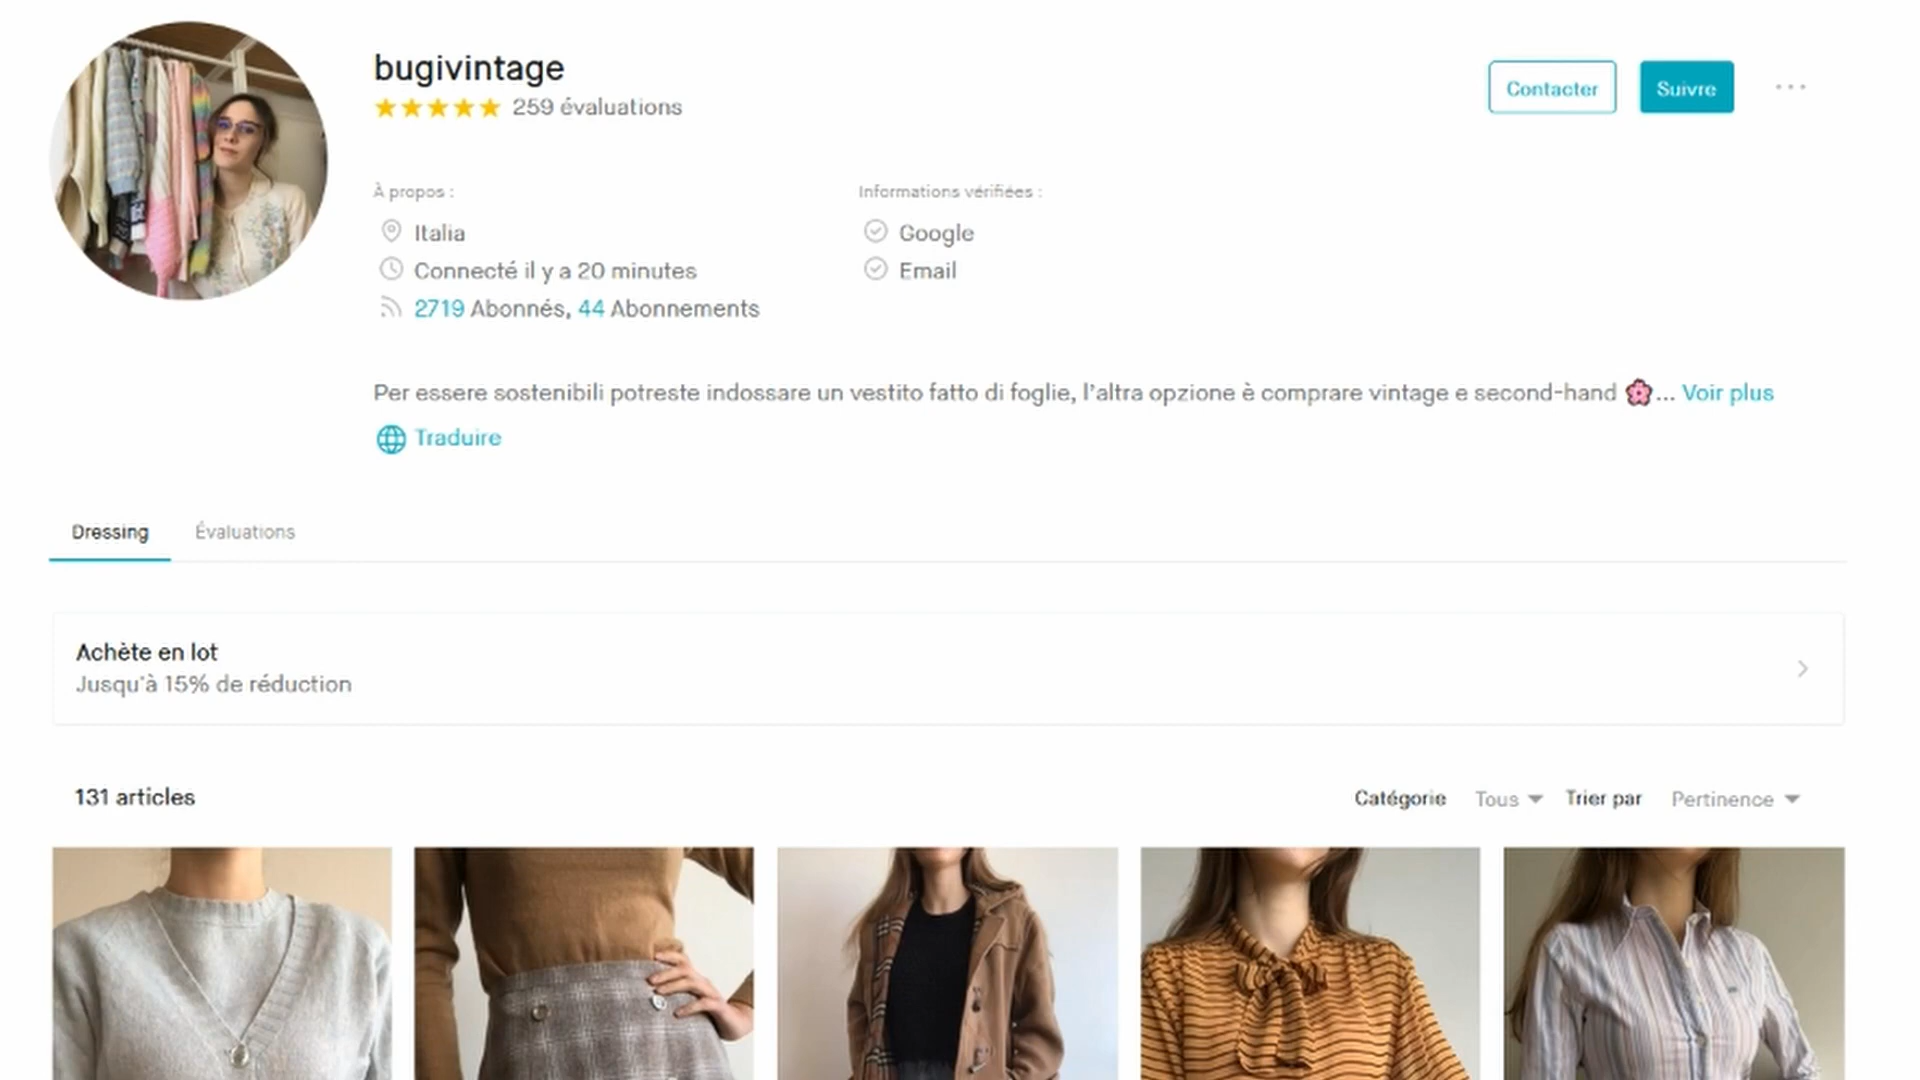 bugivintage
259 évaluations
Contacter
Suivre
À propos :
Informations vérifiées :
Italia
Google
Connecté il y a 20 minutes
Email
2719 Abonnés, 44 Abonnements
Per essere sostenibili potreste indossare un vestito fatto di foglie, l'altra opzione è comprare vintage e second-hand 🌸... Voir plus
Traduire
Dressing
Évaluations
Achète en lot
Jusqu'à 15% de réduction
131 articles
Catégorie Tous Trier par Pertinence